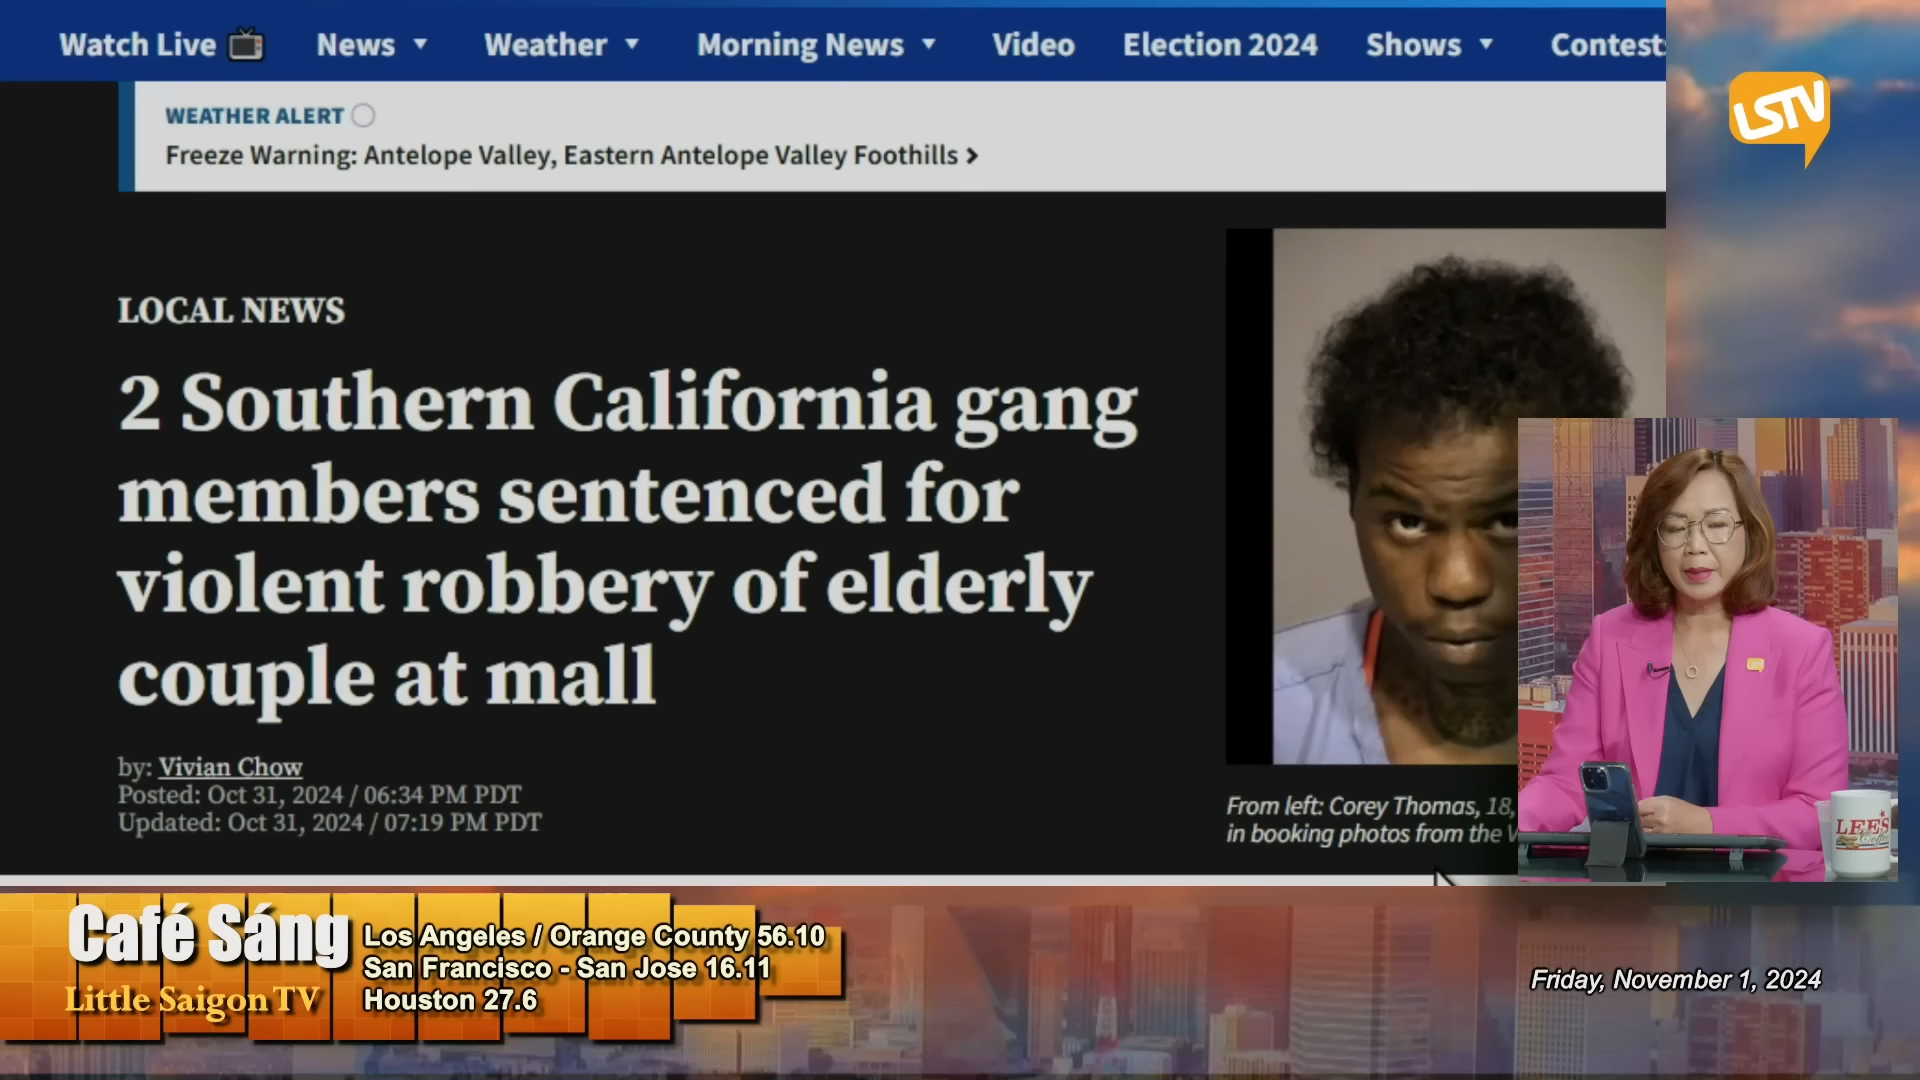 Watch Live News Weather Morning News Video Election 2024 Shows Contests
LSTV
WEATHER ALERT
Freeze Warning: Antelope Valley, Eastern Antelope Valley Foothills >
LOCAL NEWS
2 Southern California gang
members sentenced for
violent robbery of elderly
couple at mall
by: Vivian Chow
Posted: Oct 31, 2024 / 06:34 PM PDT
Updated: Oct 31, 2024 / 07:19 PM PDT
From left: Corey Thomas, 18,
in booking photos from the
LEE'S
Coffee
Café Sáng
Little Saigon TV
Los Angeles / Orange County 56.10
San Francisco - San Jose 16.11
Houston 27.6
Friday, November 1, 2024